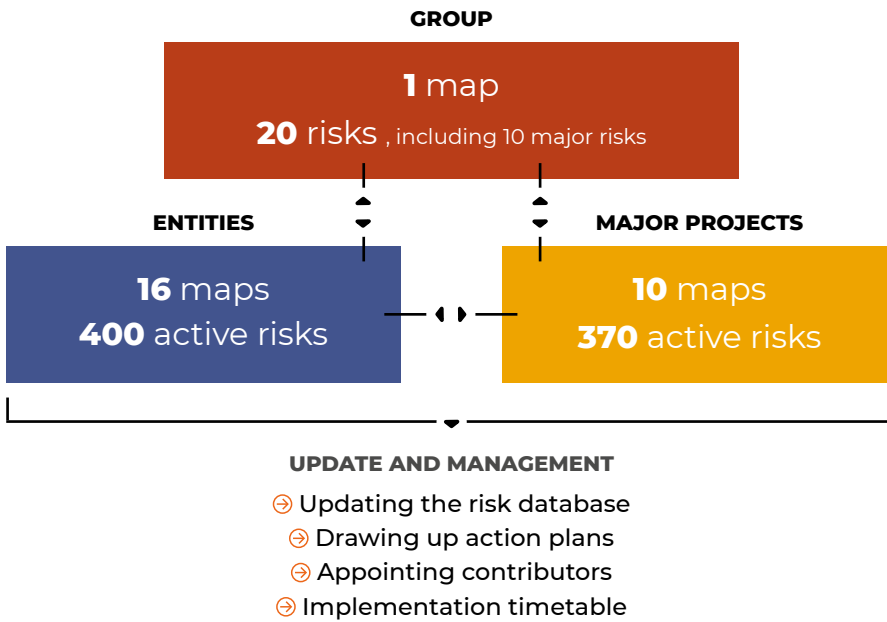 GROUP
1 map
20 risks , including 10 major risks
ENTITIES
MAJOR PROJECTS
16 maps
400 active risks
10 maps
370 active risks
UPDATE AND MANAGEMENT
Updating the risk database
Drawing up action plans
Appointing contributors
Implementation timetable